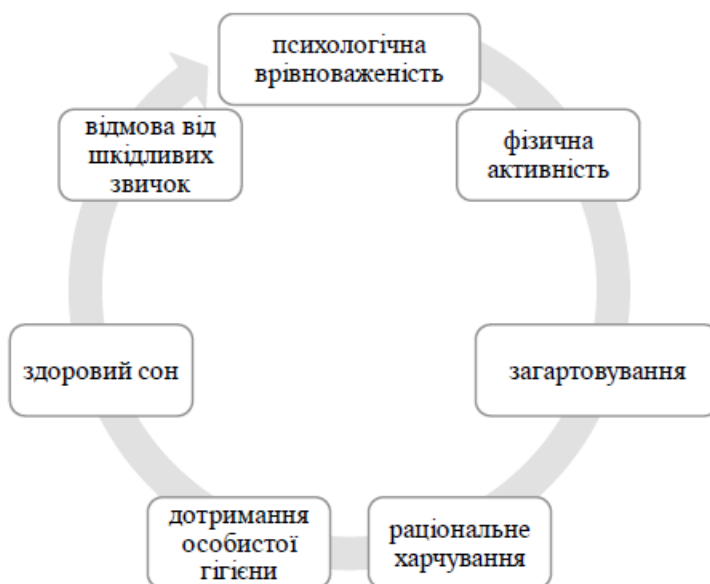 психологічна
врівноваженість
фізична
активність
загартовування
раціональне
харчування
дотримання
особистої
гігієни
здоровий сон
відмова від
шкідливих
звичок